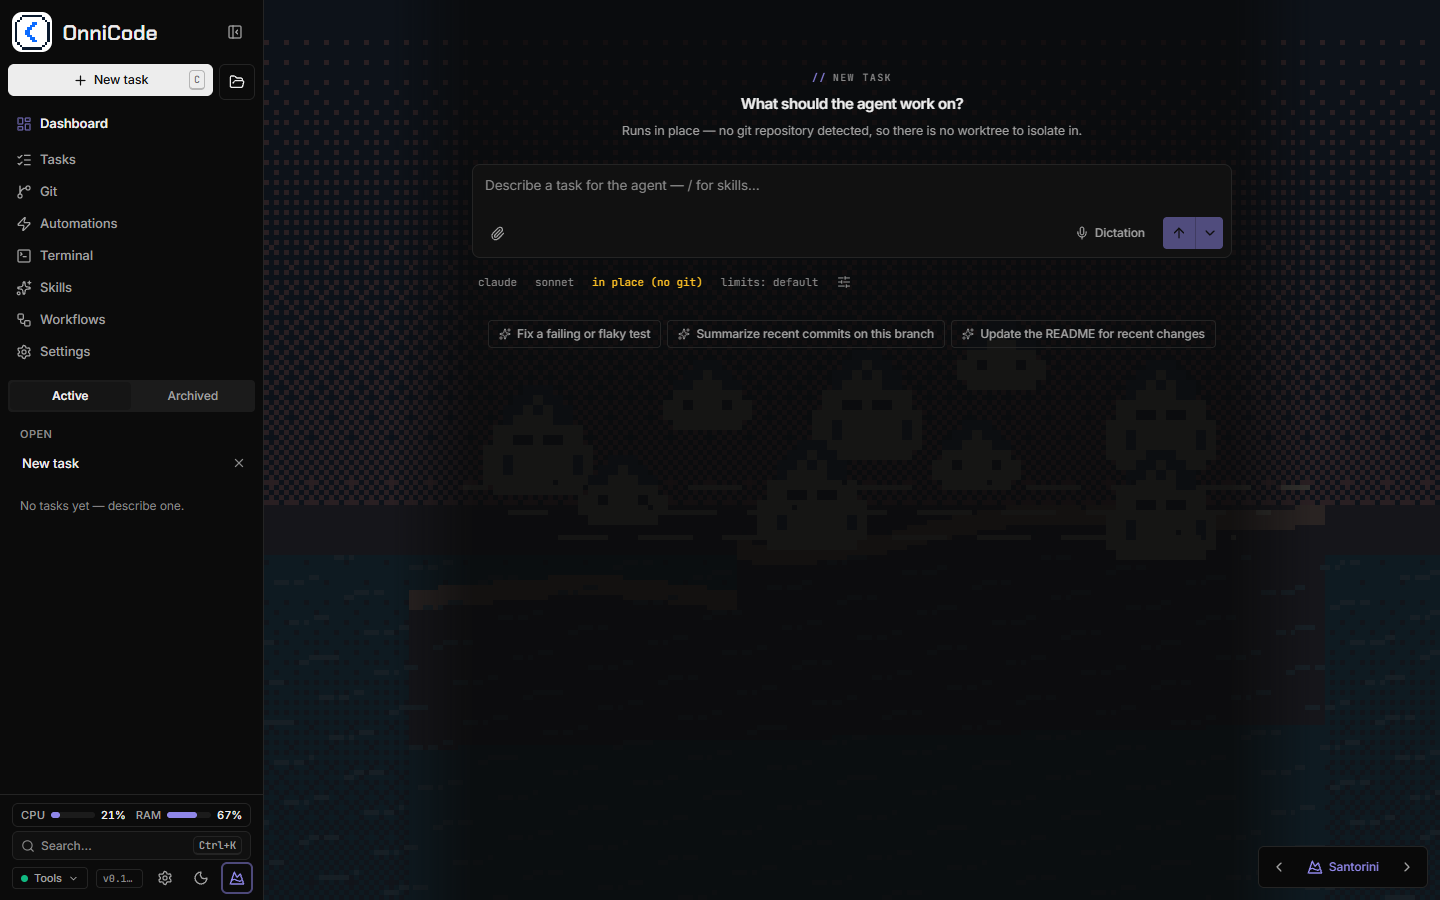 OnniCode
New task
C
Dashboard
Tasks
Git
Automations
Terminal
Skills
Workflows
Settings
Active
Archived
OPEN
New task
No tasks yet — describe one.
CPU
21%
RAM
67%
Search...
Ctrl+K
Tools
v0.1...
// NEW TASK
What should the agent work on?
Runs in place — no git repository detected, so there is no worktree to isolate in.
Describe a task for the agent — / for skills...
Dictation
claude
sonnet
in place (no git)
limits: default
Fix a failing or flaky test
Summarize recent commits on this branch
Update the README for recent changes
Santorini